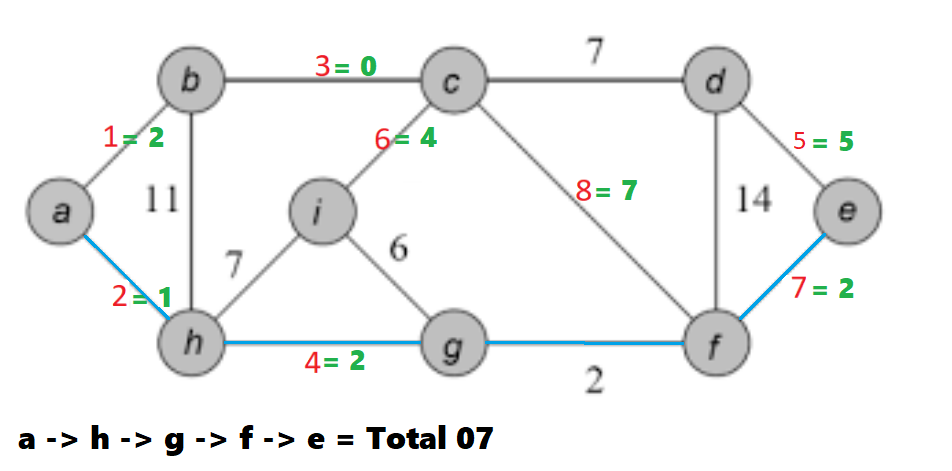 3= 0
7
b
c
d
1= 2
6= 4
5 = 5
11
8= 7
14
a
i
e
6
7
2= 1
7 = 2
h
g
f
4= 2
2
a -> h -> g -> f -> e = Total 07